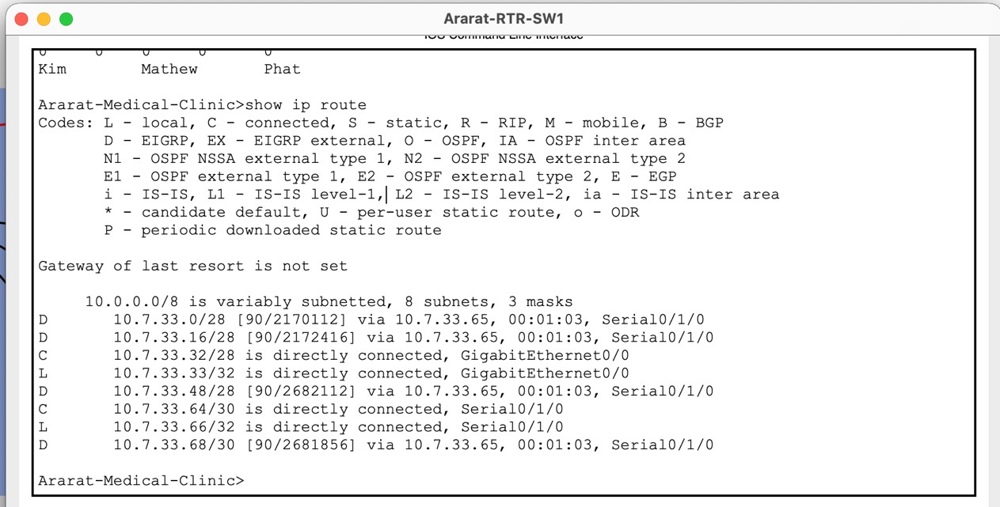 Ararat-RTR-SW1
IOS Command Line Interface
Kim Mathew Phat
Ararat-Medical-Clinic>show ip route
Codes: L - local, C - connected, S - static, R - RIP, M - mobile, B - BGP
D - EIGRP, EX - EIGRP external, O - OSPF, IA - OSPF inter area
N1 - OSPF NSSA external type 1, N2 - OSPF NSSA external type 2
E1 - OSPF external type 1, E2 - OSPF external type 2, E - EGP
i - IS-IS, L1 - IS-IS level-1, L2 - IS-IS level-2, ia - IS-IS inter area
* - candidate default, U - per-user static route, o - ODR
P - periodic downloaded static route
Gateway of last resort is not set
10.0.0.0/8 is variably subnetted, 8 subnets, 3 masks
D 10.7.33.0/28 [90/2170112] via 10.7.33.65, 00:01:03, Serial0/1/0
D 10.7.33.16/28 [90/2172416] via 10.7.33.65, 00:01:03, Serial0/1/0
C 10.7.33.32/28 is directly connected, GigabitEthernet0/0
L 10.7.33.33/32 is directly connected, GigabitEthernet0/0
D 10.7.33.48/28 [90/2682112] via 10.7.33.65, 00:01:03, Serial0/1/0
C 10.7.33.64/30 is directly connected, Serial0/1/0
L 10.7.33.66/32 is directly connected, Serial0/1/0
D 10.7.33.68/30 [90/2681856] via 10.7.33.65, 00:01:03, Serial0/1/0
Ararat-Medical-Clinic>